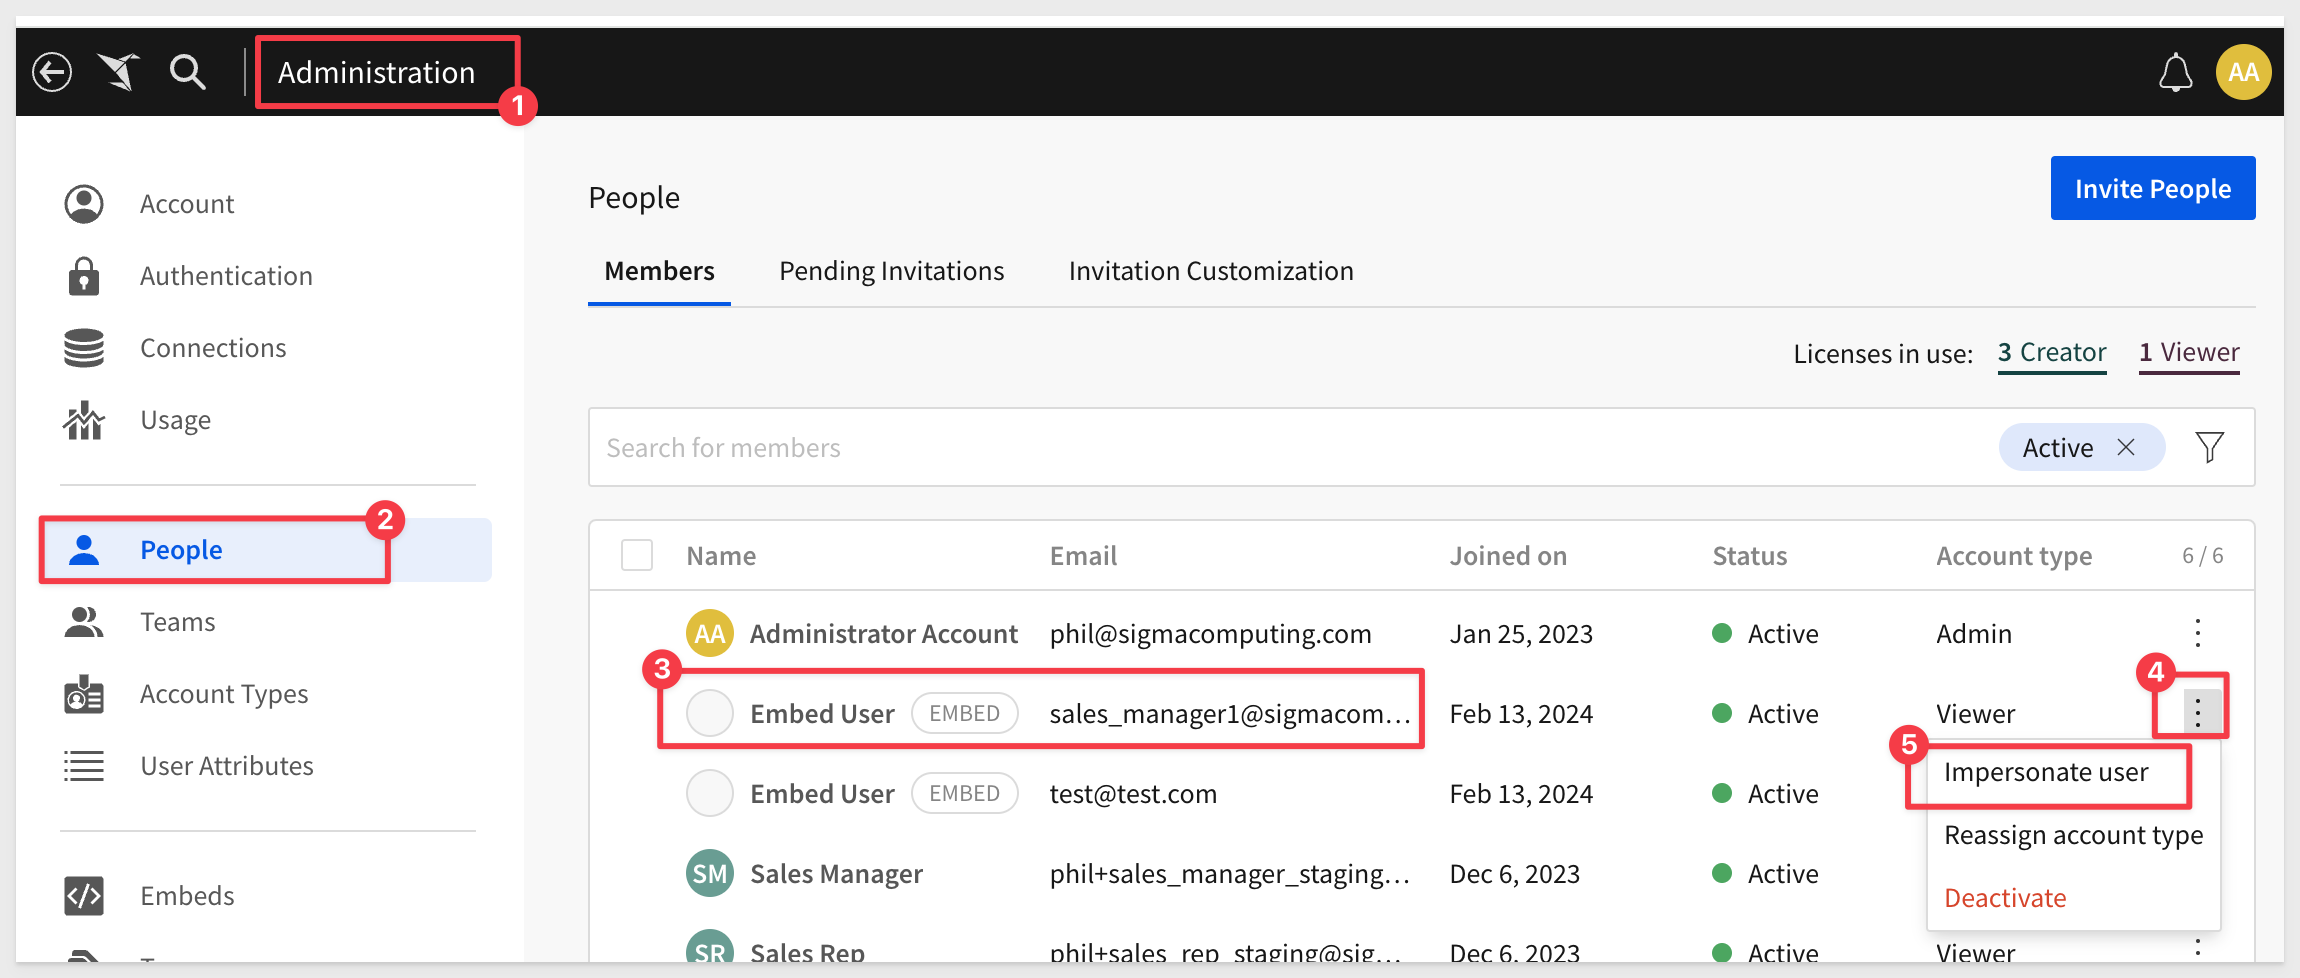 Administration
1
AA
Account
Authentication
Connections
Usage
2
People
Teams
Account Types
User Attributes
Embeds
People
Invite People
Members Pending Invitations Invitation Customization
Licenses in use: 3 Creator 1 Viewer
Search for members Active
Name Email Joined on Status Account type 6 / 6
AA Administrator Account phil@sigmacomputing.com Jan 25, 2023 Active Admin
3
4
Embed User EMBED sales_manager1@sigmacom... Feb 13, 2024 Active Viewer
5
Impersonate user
Embed User EMBED test@test.com Feb 13, 2024 Active
Reassign account type
SM Sales Manager phil+sales_manager_staging... Dec 6, 2023 Active
Deactivate
SR Sales Rep phil+sales_rep_staging@sig... Dec 6, 2023 Active Viewer